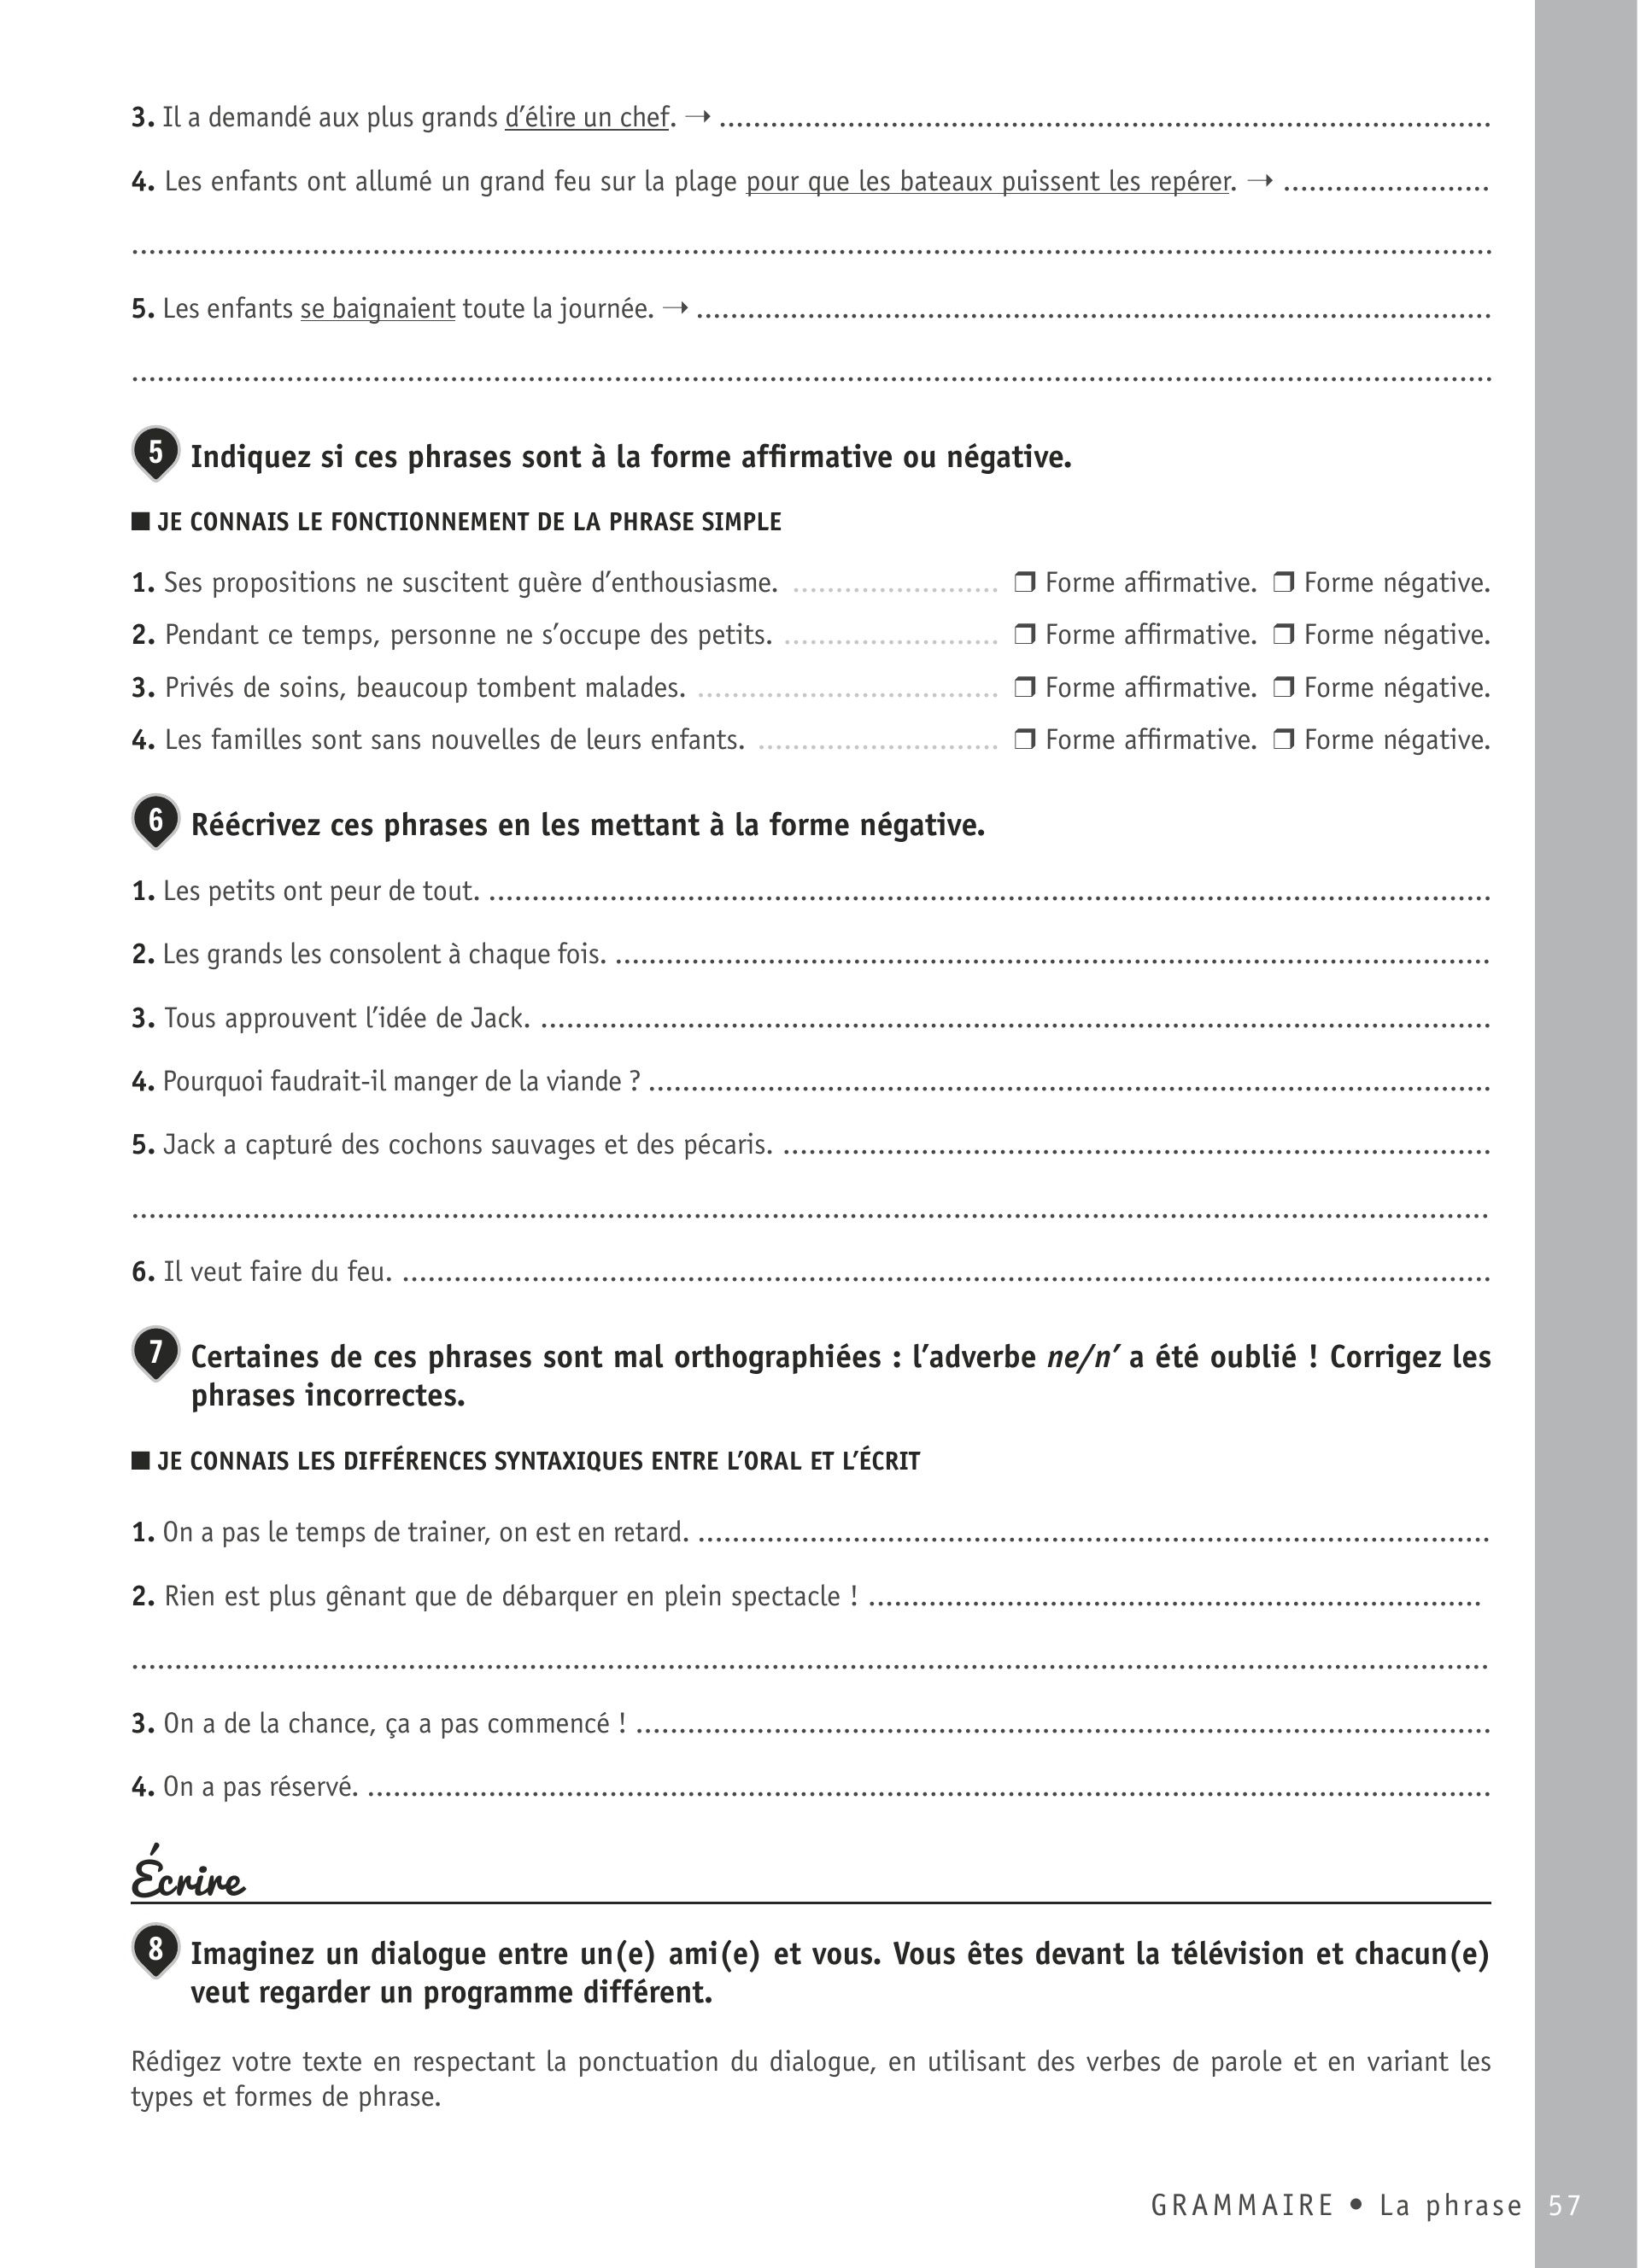 3. Il a demandé aux plus grands d’élire un chef. → ....................
4. Les enfants ont allumé un grand feu sur la plage pour que les bateaux puissent les repérer. → ....................
....................
5. Les enfants se baignaient toute la journée. → ....................
....................
5 Indiquez si ces phrases sont à la forme affirmative ou négative.
■ JE CONNAIS LE FONCTIONNEMENT DE LA PHRASE SIMPLE
1. Ses propositions ne suscitent guère d’enthousiasme. .................... ❒ Forme affirmative. ❒ Forme négative.
2. Pendant ce temps, personne ne s’occupe des petits. .................... ❒ Forme affirmative. ❒ Forme négative.
3. Privés de soins, beaucoup tombent malades. .................... ❒ Forme affirmative. ❒ Forme négative.
4. Les familles sont sans nouvelles de leurs enfants. .................... ❒ Forme affirmative. ❒ Forme négative.
6 Réécrivez ces phrases en les mettant à la forme négative.
1. Les petits ont peur de tout. ....................
2. Les grands les consolent à chaque fois. ....................
3. Tous approuvent l’idée de Jack. ....................
4. Pourquoi faudrait-il manger de la viande ? ....................
5. Jack a capturé des cochons sauvages et des pécaris. ....................
....................
6. Il veut faire du feu. ....................
7 Certaines de ces phrases sont mal orthographiées : l’adverbe ne/n’ a été oublié ! Corrigez les
phrases incorrectes.
■ JE CONNAIS LES DIFFÉRENCES SYNTAXIQUES ENTRE L’ORAL ET L’ÉCRIT
1. On a pas le temps de trainer, on est en retard. ....................
2. Rien est plus gênant que de débarquer en plein spectacle ! ....................
....................
3. On a de la chance, ça a pas commencé ! ....................
4. On a pas réservé. ....................
Écrire
8 Imaginez un dialogue entre un(e) ami(e) et vous. Vous êtes devant la télévision et chacun(e)
veut regarder un programme différent.
Rédigez votre texte en respectant la ponctuation du dialogue, en utilisant des verbes de parole et en variant les
types et formes de phrase.
GRAMMAIRE • La phrase 57